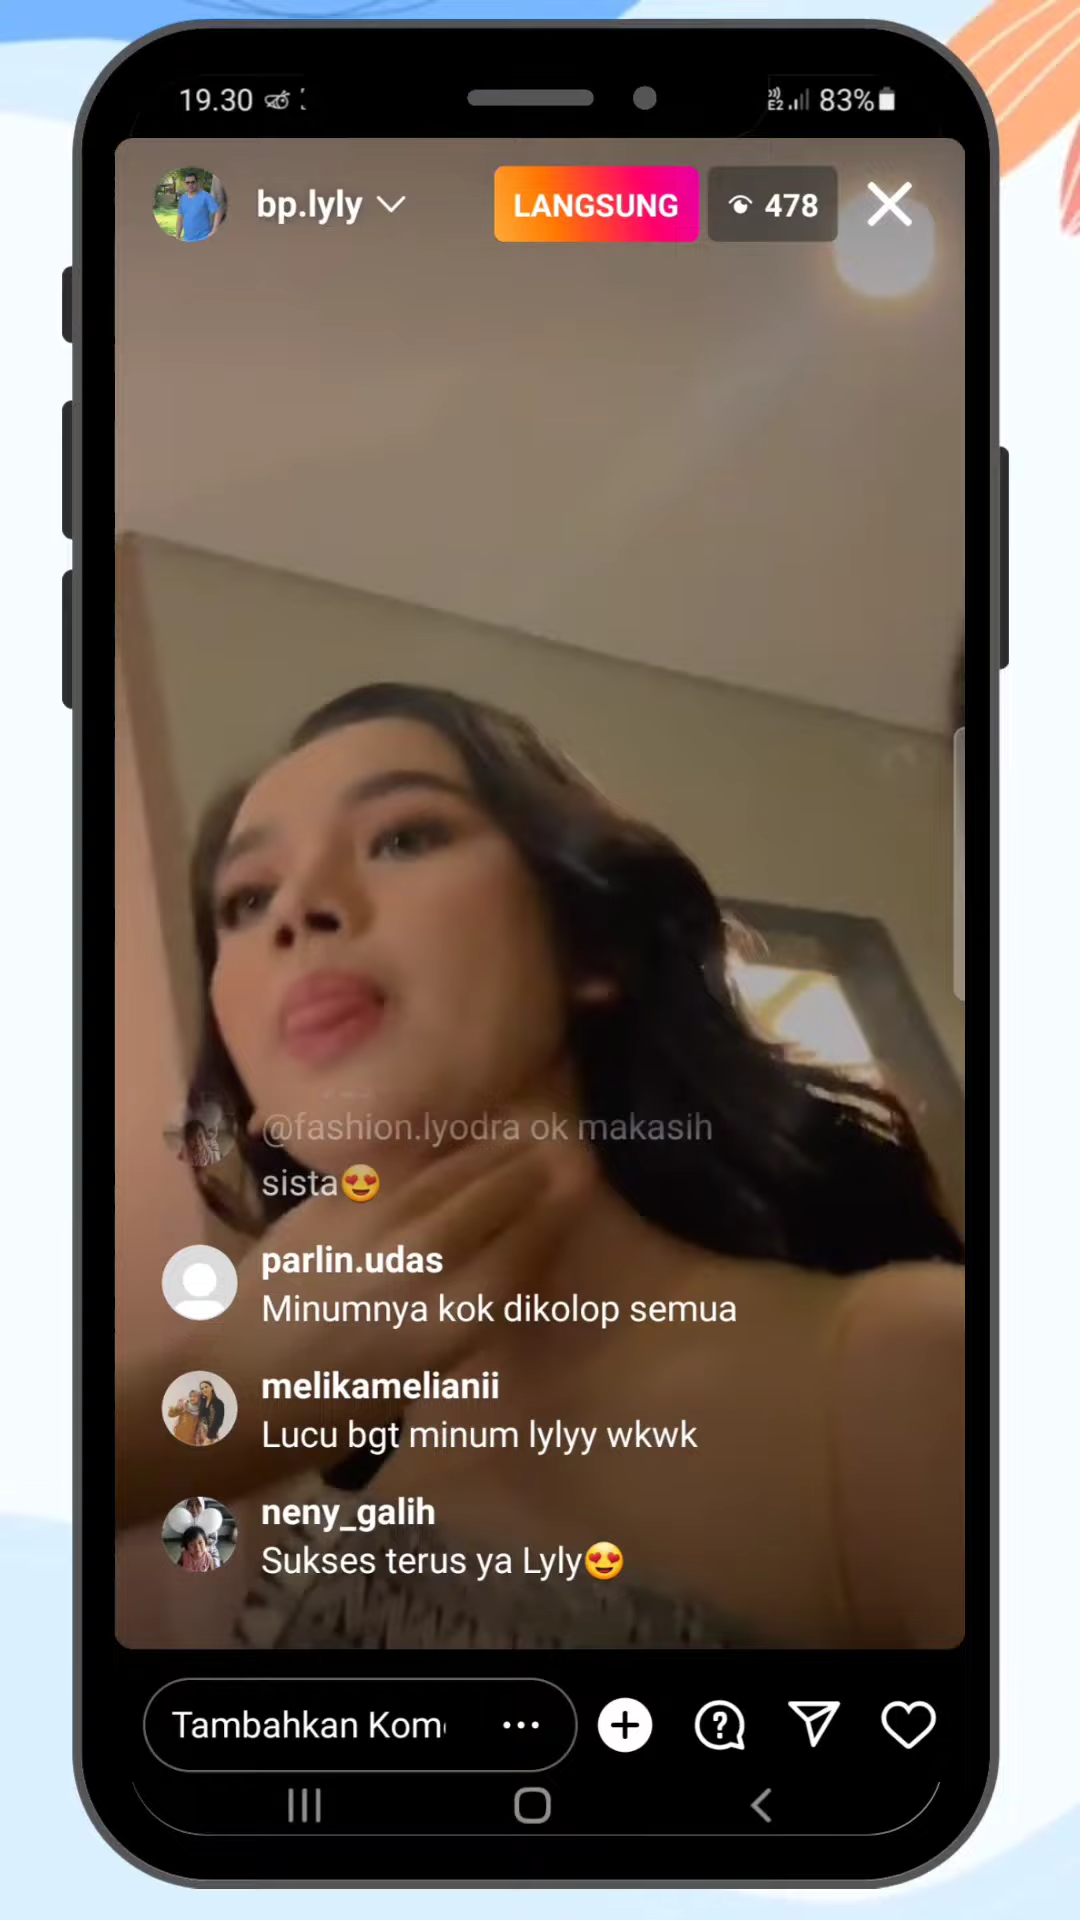 19.30
83%
bp.lyly
LANGSUNG
478
@fashion.lyodra ok makasih
sista😍
parlin.udas
Minumnya kok dikolop semua
melikamelianii
Lucu bgt minum lylyy wkwk
neny_galih
Sukses terus ya Lyly😍
Tambahkan Kom